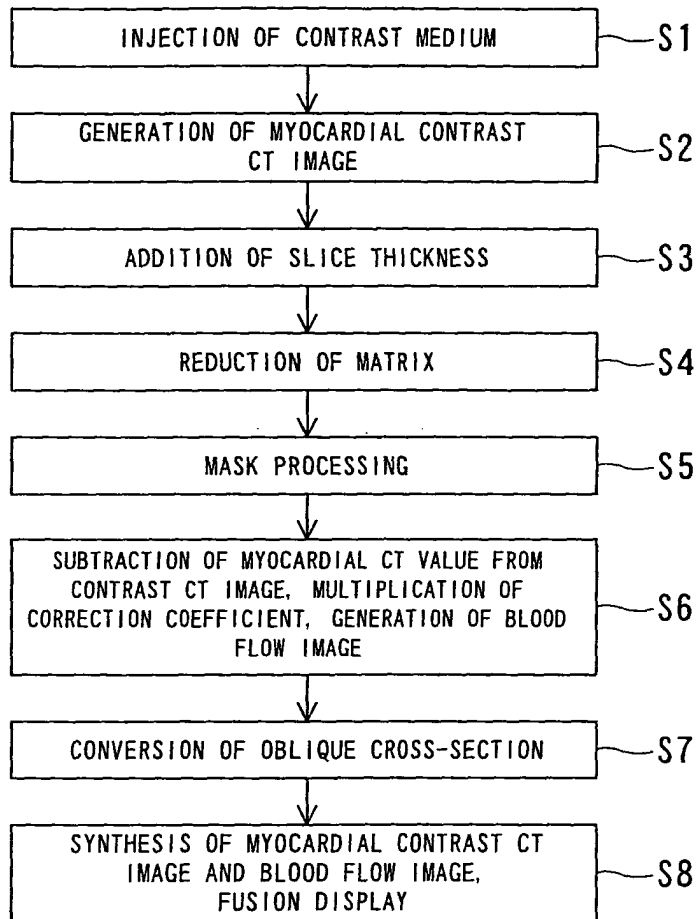 INJECTION OF CONTRAST MEDIUM
S1
GENERATION OF MYOCARDIAL CONTRAST
CT IMAGE
S2
ADDITION OF SLICE THICKNESS
S3
REDUCTION OF MATRIX
S4
MASK PROCESSING
S5
SUBTRACTION OF MYOCARDIAL CT VALUE FROM
CONTRAST CT IMAGE, MULTIPLICATION OF
CORRECTION COEFFICIENT, GENERATION OF BLOOD
FLOW IMAGE
S6
CONVERSION OF OBLIQUE CROSS-SECTION
S7
SYNTHESIS OF MYOCARDIAL CONTRAST CT
IMAGE AND BLOOD FLOW IMAGE,
FUSION DISPLAY
S8